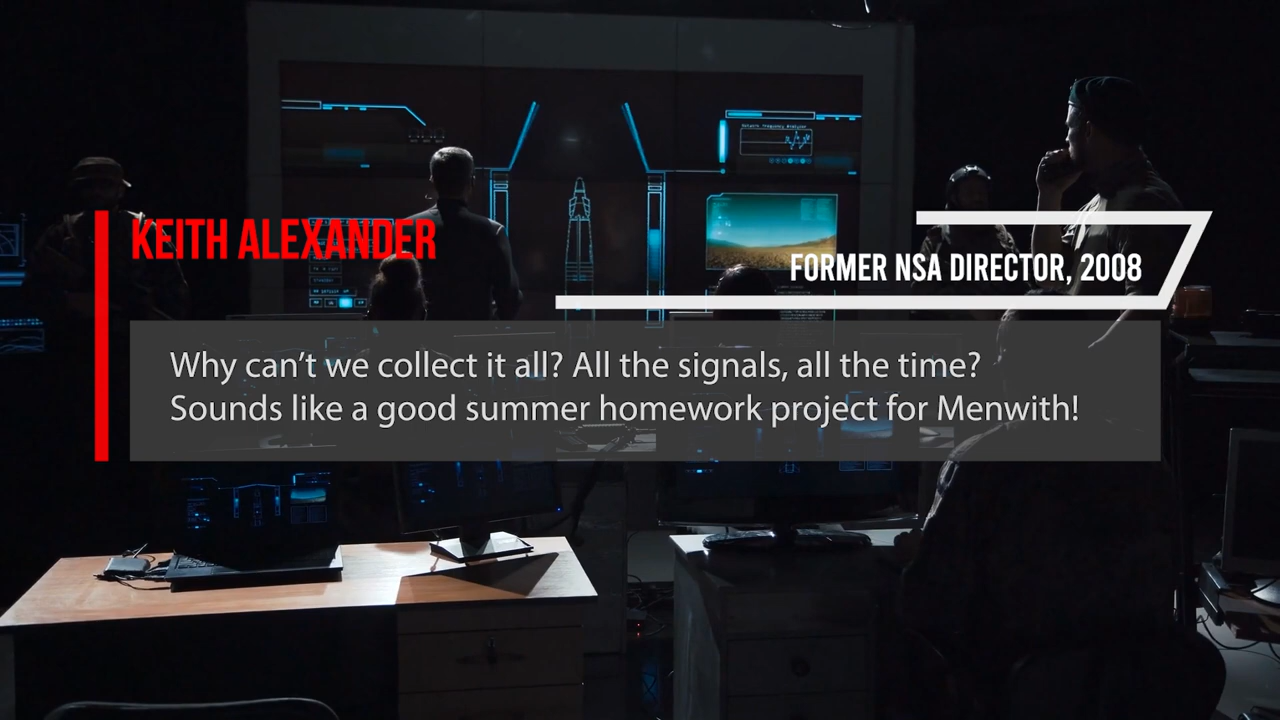 KEITH ALEXANDER
FORMER NSA DIRECTOR, 2008
Why can’t we collect it all? All the signals, all the time?
Sounds like a good summer homework project for Menwith!